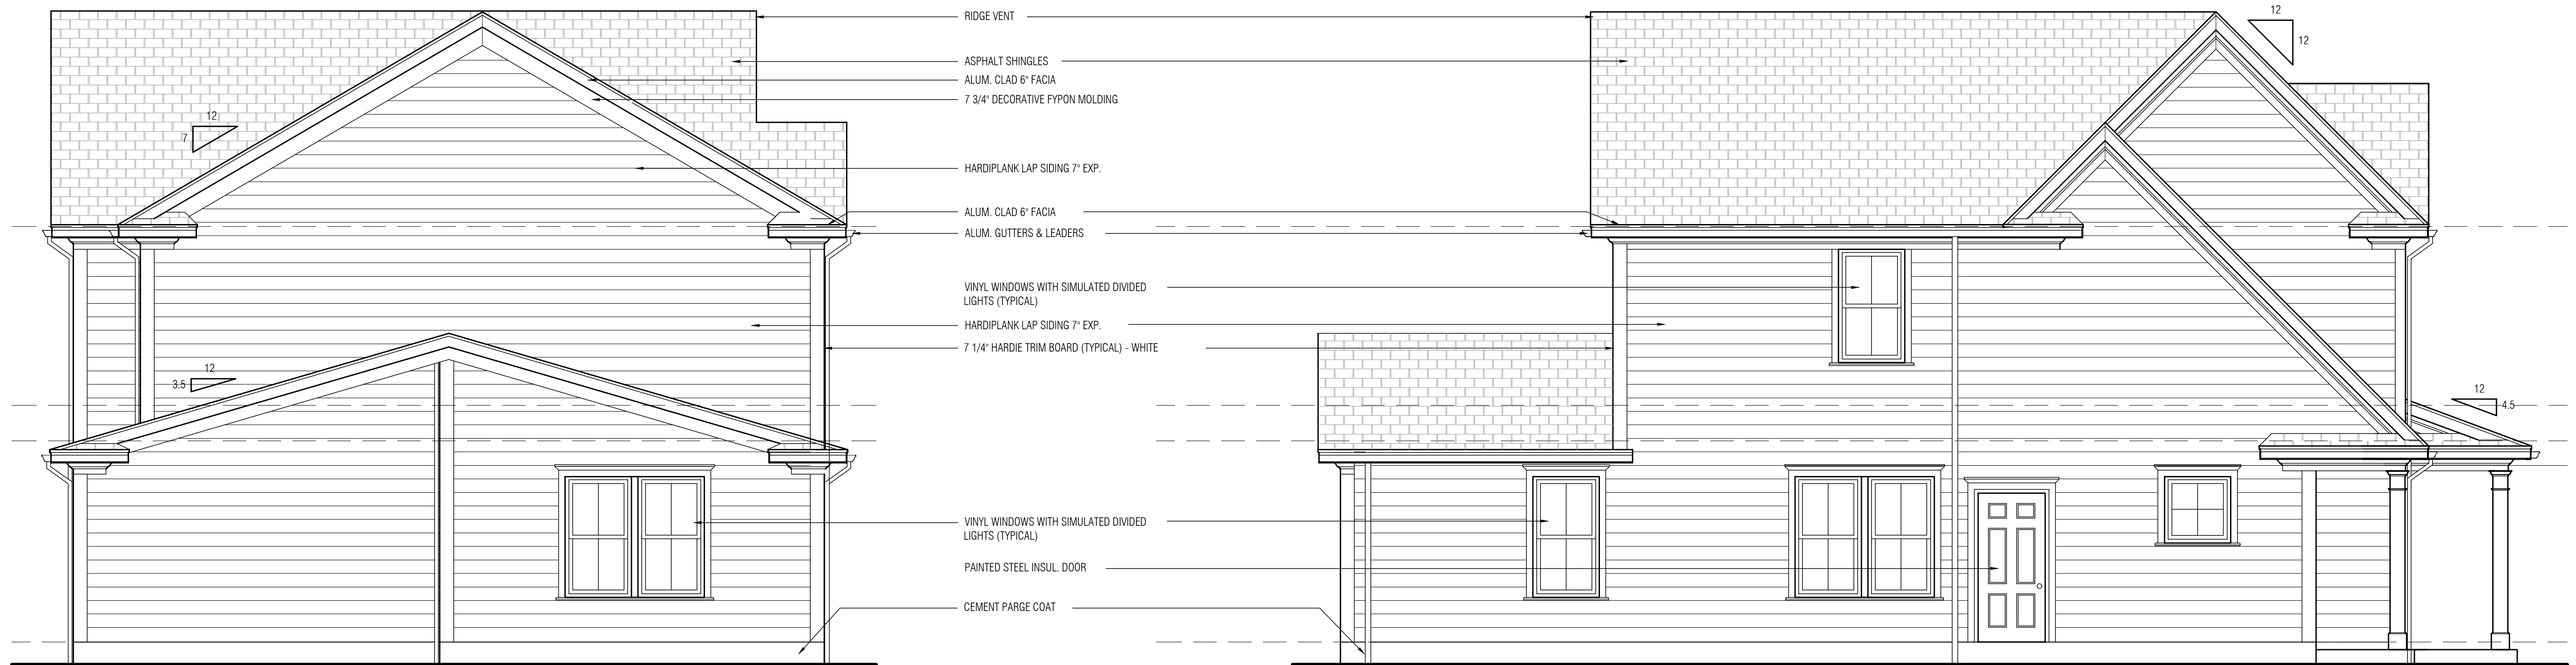 RIDGE VENT
12
12
ASPHALT SHINGLES
ALUM. CLAD 6" FACIA
7 3/4" DECORATIVE FYPON MOLDING
12
7
HARDIPLANK LAP SIDING 7" EXP.
ALUM. CLAD 6" FACIA
ALUM. GUTTERS & LEADERS
VINYL WINDOWS WITH SIMULATED DIVIDED
LIGHTS (TYPICAL)
HARDIPLANK LAP SIDING 7" EXP.
7 1/4" HARDIE TRIM BOARD (TYPICAL) - WHITE
12
3.5
12
4.5
VINYL WINDOWS WITH SIMULATED DIVIDED
LIGHTS (TYPICAL)
PAINTED STEEL INSUL. DOOR
CEMENT PARGE COAT